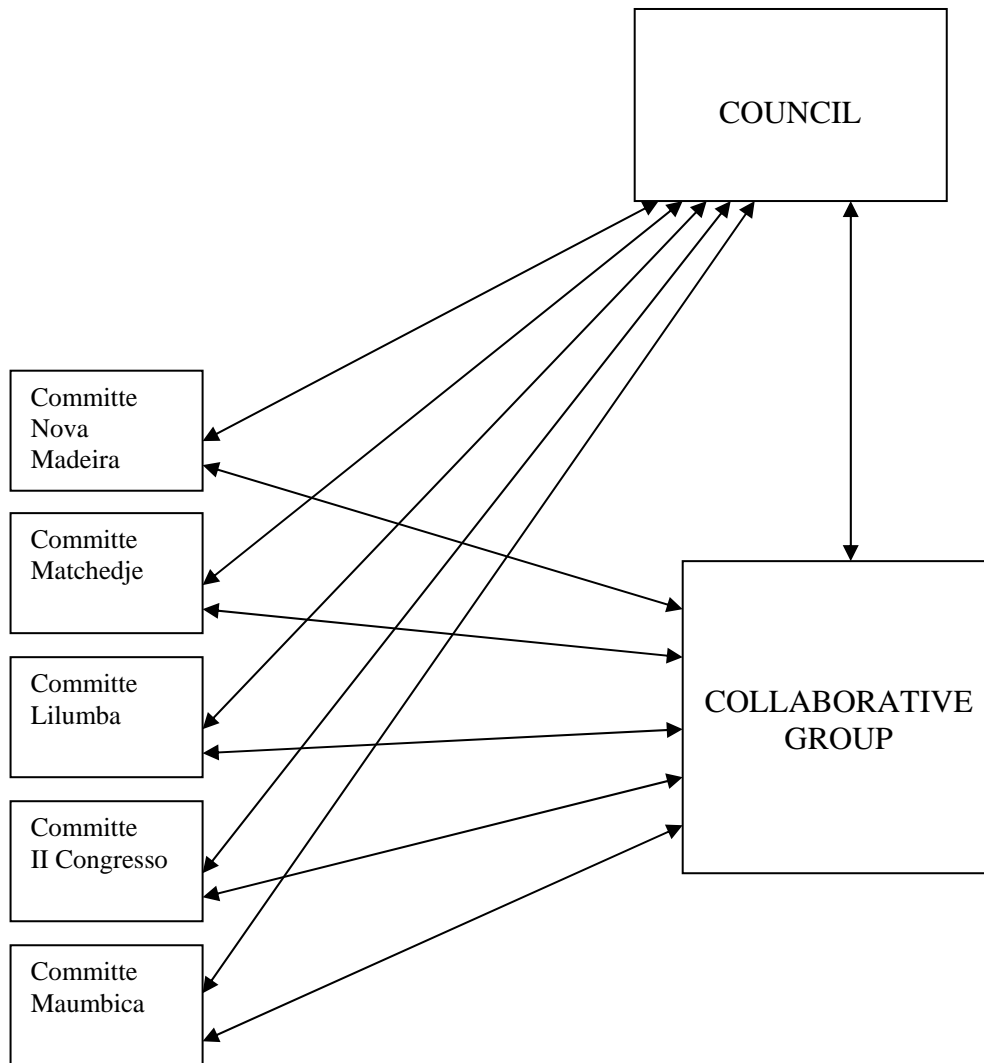 COUNCIL
Committe
Nova
Madeira
Committe
Matchedje
Committe
Lilumba
COLLABORATIVE
GROUP
Committe
II Congresso
Committe
Maumbica